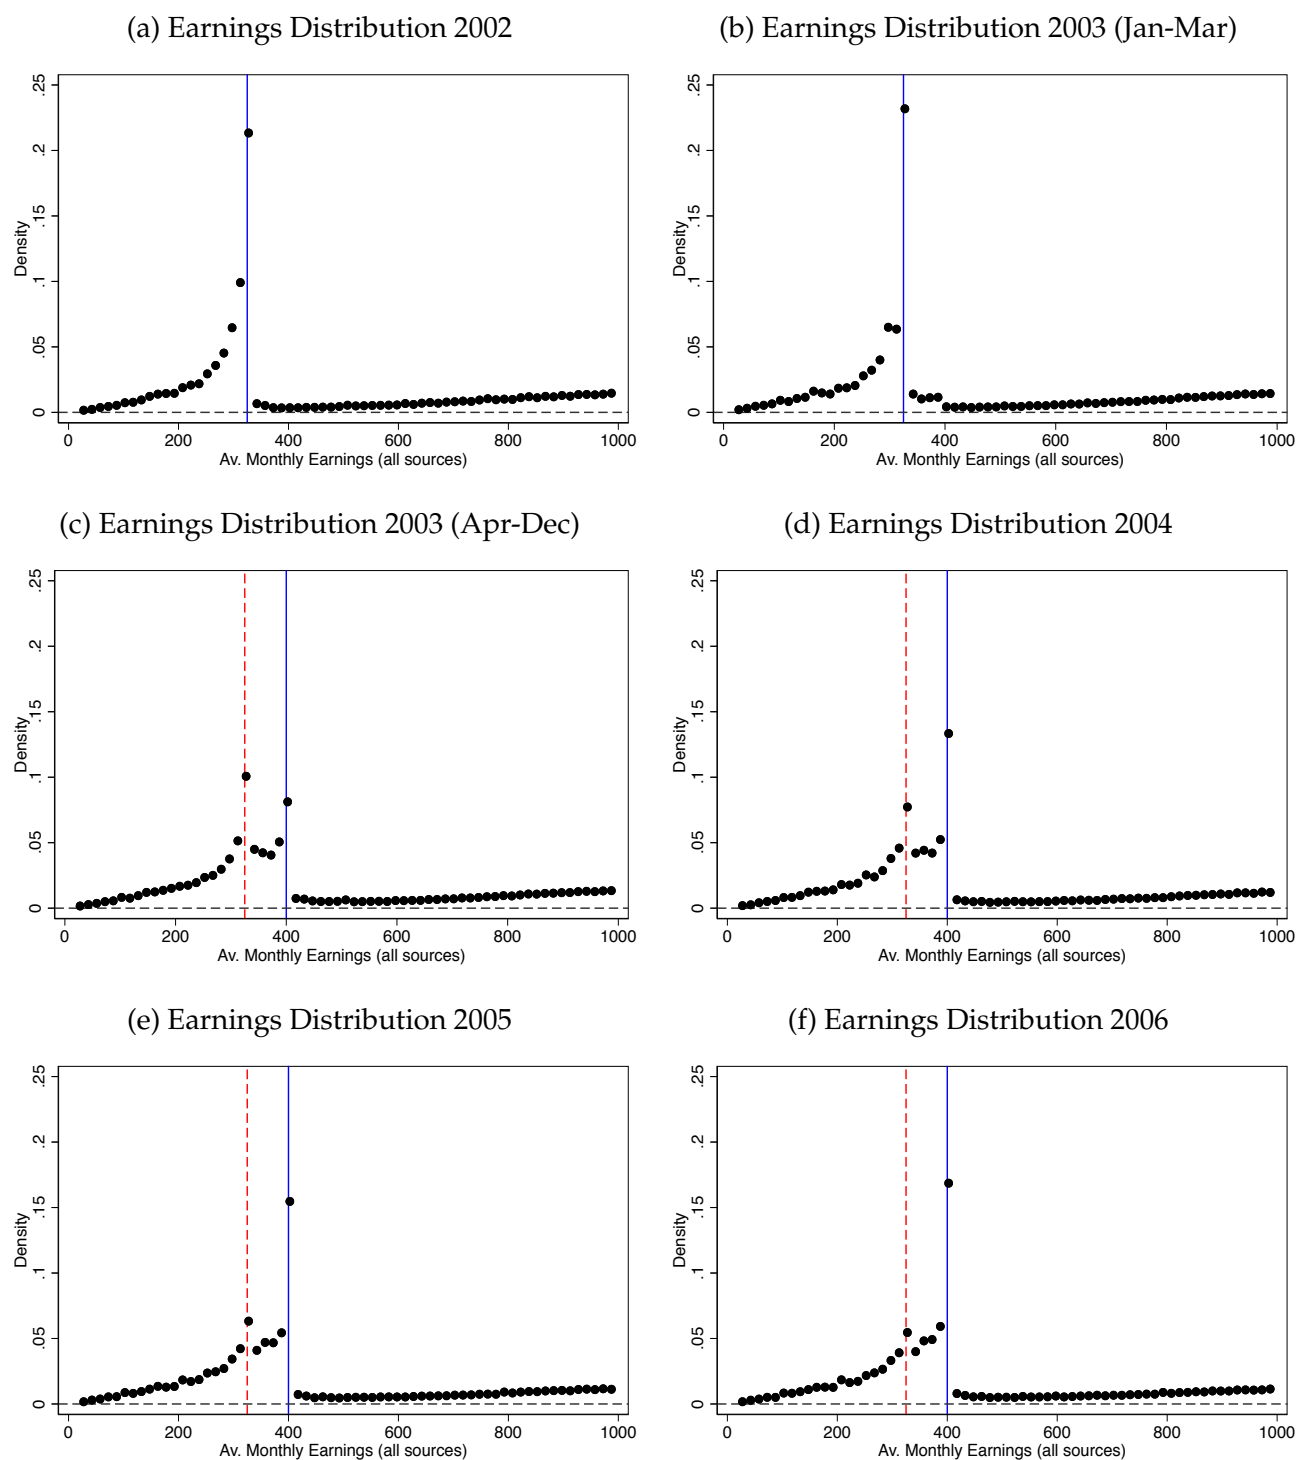 (a) Earnings Distribution 2002
.25
.2
.15
.1
.05
0
Density
0 200 400 600 800 1000
Av. Monthly Earnings (all sources)
(b) Earnings Distribution 2003 (Jan-Mar)
.25
.2
.15
.1
.05
0
Density
0 200 400 600 800 1000
Av. Monthly Earnings (all sources)
(c) Earnings Distribution 2003 (Apr-Dec)
.25
.2
.15
.1
.05
0
Density
0 200 400 600 800 1000
Av. Monthly Earnings (all sources)
(d) Earnings Distribution 2004
.25
.2
.15
.1
.05
0
Density
0 200 400 600 800 1000
Av. Monthly Earnings (all sources)
(e) Earnings Distribution 2005
.25
.2
.15
.1
.05
0
Density
0 200 400 600 800 1000
Av. Monthly Earnings (all sources)
(f) Earnings Distribution 2006
.25
.2
.15
.1
.05
0
Density
0 200 400 600 800 1000
Av. Monthly Earnings (all sources)